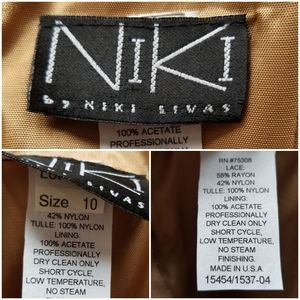 NIKI
by NIKI LIVAS
100% ACETATE
PROFESSIONALLY
Size 10
42% NYLON
TULLE: 100% NYLON
LINING:
100% ACETATE
PROFESSIONALLY
DRY CLEAN ONLY
SHORT CYCLE,
LOW TEMPERATURE,
NO STEAM
FINISHING.
RN #75308
LACE:
58% RAYON
42% NYLON
TULLE: 100% NYLON
LINING:
100% ACETATE
PROFESSIONALLY
DRY CLEAN ONLY
SHORT CYCLE,
LOW TEMPERATURE,
NO STEAM
FINISHING.
MADE IN U.S.A
15454/1537-04